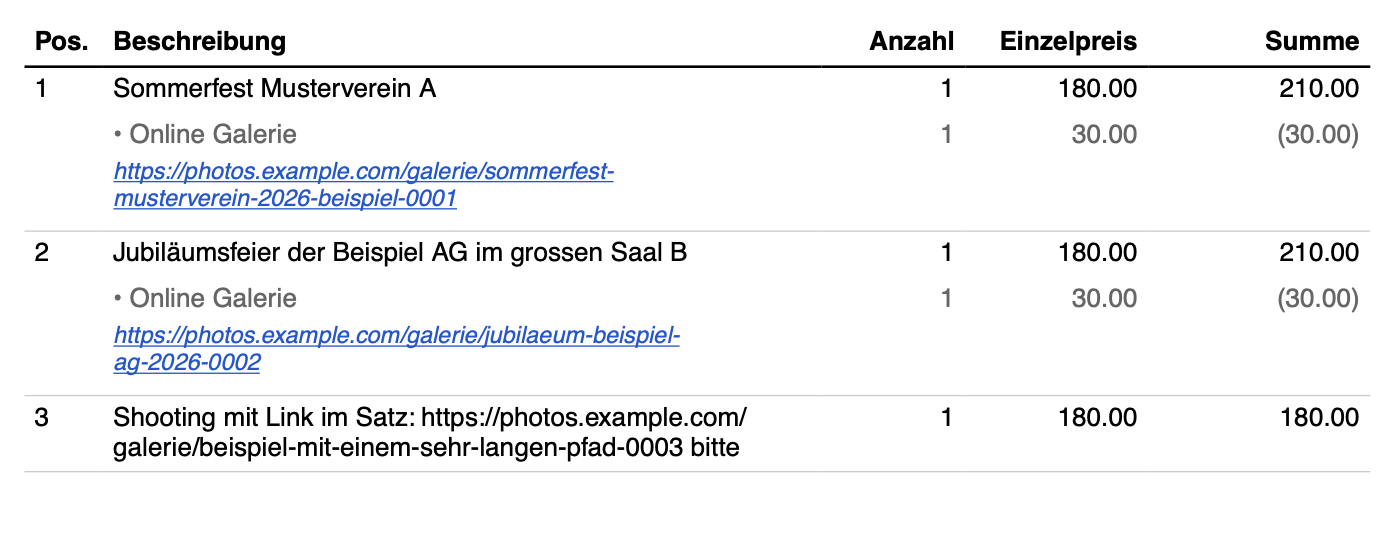 Pos. Beschreibung Anzahl Einzelpreis Summe
1 Sommerfest Musterverein A 1 180.00 210.00
• Online Galerie 1 30.00 (30.00)
https://photos.example.com/galerie/sommerfest-
musterverein-2026-beispiel-0001
2 Jubiläumsfeier der Beispiel AG im grossen Saal B 1 180.00 210.00
• Online Galerie 1 30.00 (30.00)
https://photos.example.com/galerie/jubilaeum-beispiel-
ag-2026-0002
3 Shooting mit Link im Satz: https://photos.example.com/ 1 180.00 180.00
galerie/beispiel-mit-einem-sehr-langen-pfad-0003 bitte